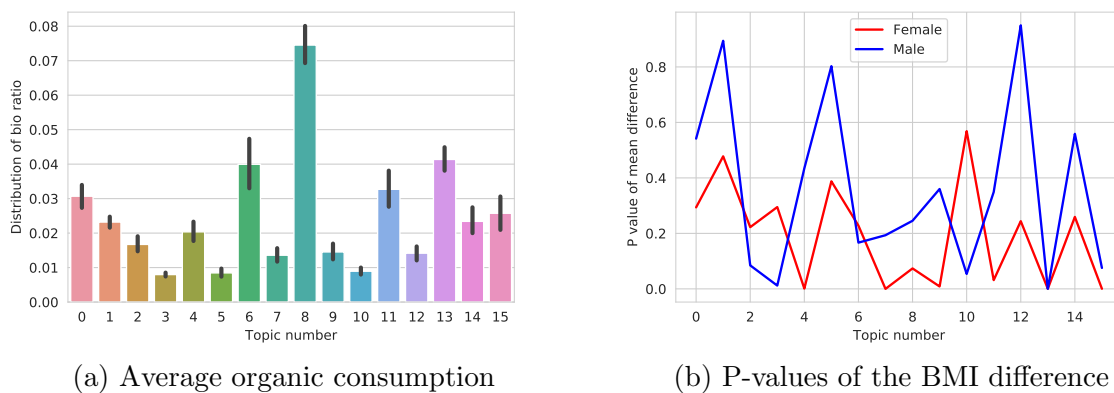 0.08
0.07
0.06
0.05
0.04
0.03
0.02
0.01
0.00
Distribution of bio ratio
0 1 2 3 4 5 6 7 8 9 10 11 12 13 14 15
Topic number
(a) Average organic consumption
Female
Male
0.8
0.6
0.4
0.2
0.0
P value of mean difference
0 2 4 6 8 10 12 14
Topic number
(b) P-values of the BMI difference